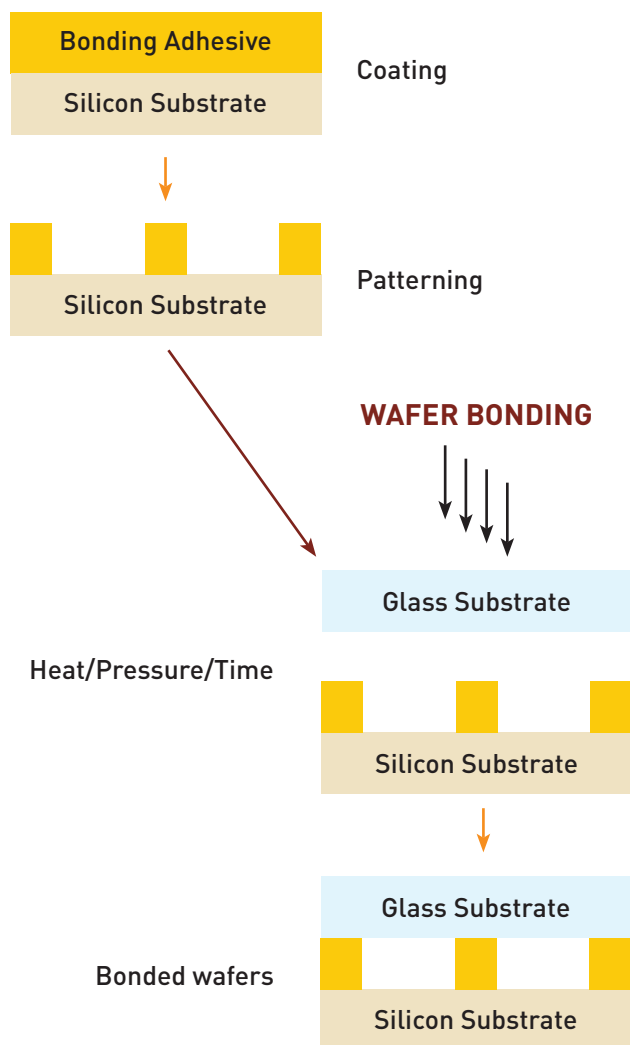 Bonding Adhesive
Silicon Substrate
Coating
Silicon Substrate
Patterning
WAFER BONDING
Glass Substrate
Heat/Pressure/Time
Silicon Substrate
Glass Substrate
Bonded wafers
Silicon Substrate